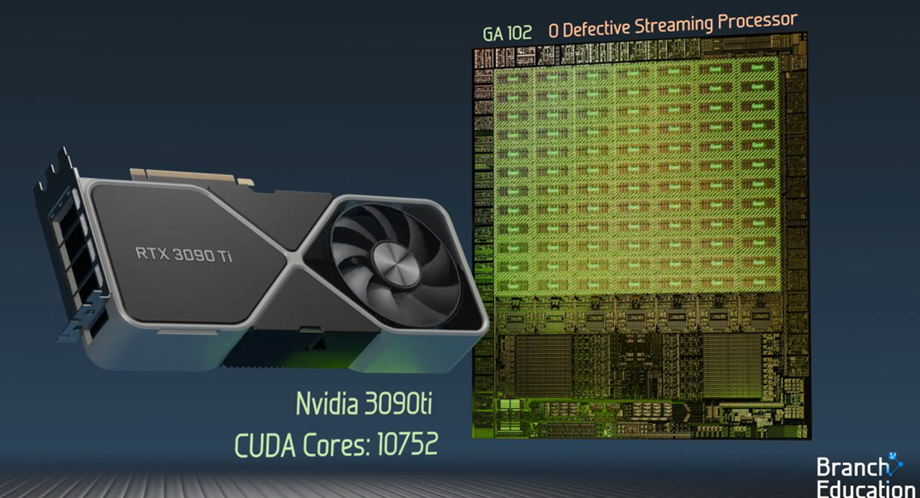 GA 102 0 Defective Streaming Processor
RTX 3090 Ti
Nvidia 3090ti
CUDA Cores: 10752
Branch
Education